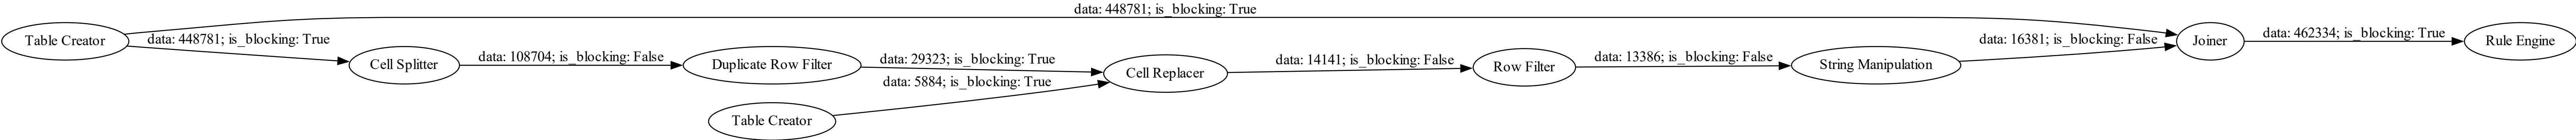 data: 448781; is_blocking: True
Table Creator
data: 448781; is_blocking: True
Cell Splitter
data: 108704; is_blocking: False
Duplicate Row Filter
data: 29323; is_blocking: True
Table Creator
data: 5884; is_blocking: True
Cell Replacer
data: 14141; is_blocking: False
Row Filter
data: 13386; is_blocking: False
String Manipulation
data: 16381; is_blocking: False
Joiner
data: 462334; is_blocking: True
Rule Engine